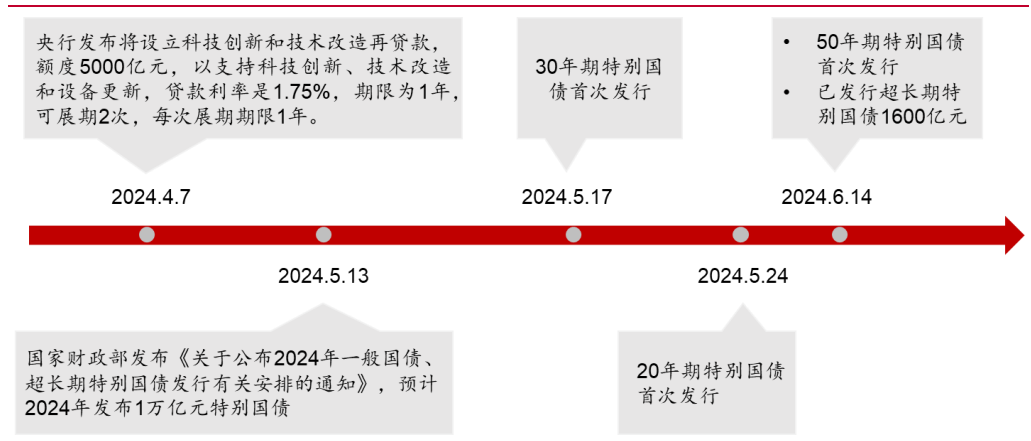 央行发布将设立科技创新和技术改造再贷款，
额度5000亿元，以支持科技创新、技术改造
和设备更新，贷款利率是1.75%，期限为1年，
可展期2次，每次展期期限1年。
30年期特别国
债首次发行
• 50年期特别国债
首次发行
• 已发行超长期特
别国债1600亿元
2024.4.7
2024.5.17
2024.6.14
2024.5.13
2024.5.24
国家财政部发布《关于公布2024年一般国债、
超长期特别国债发行有关安排的通知》，预计
2024年发布1万亿元特别国债
20年期特别国债
首次发行